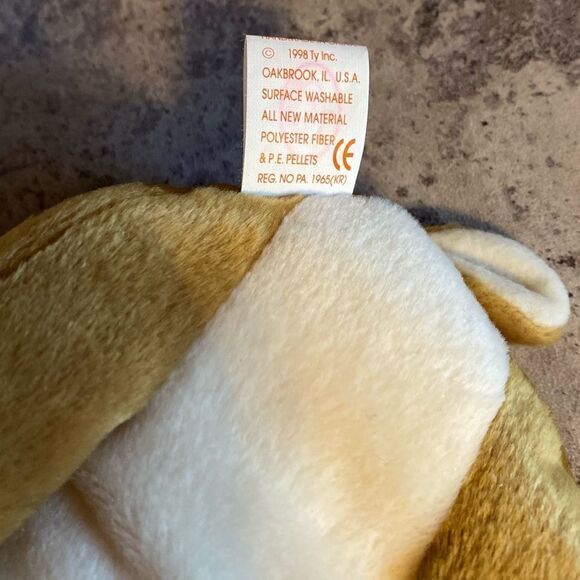 © 1998 Ty Inc.
OAKBROOK, IL. U.S.A.
SURFACE WASHABLE
ALL NEW MATERIAL
POLYESTER FIBER
& P.E. PELLETS CE
REG. NO PA. 1965(KR)